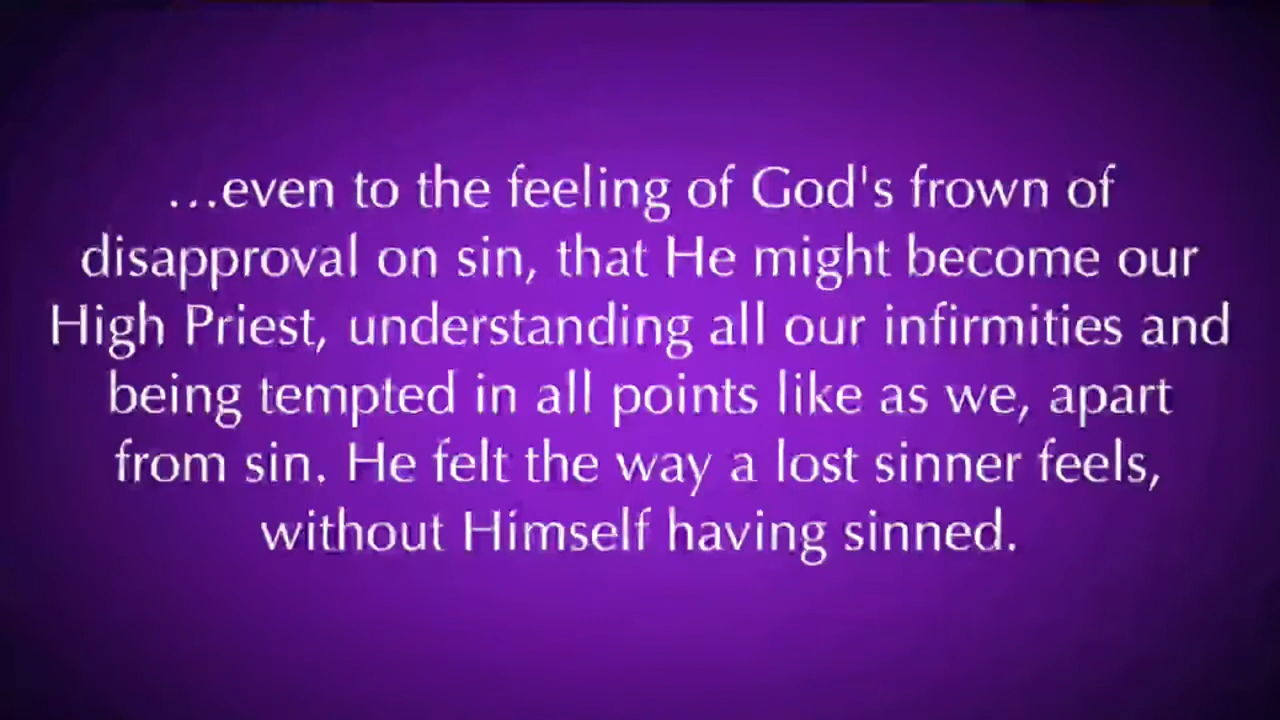 ...even to the feeling of God's frown of
disapproval on sin, that He might become our
High Priest, understanding all our infirmities and
being tempted in all points like as we, apart
from sin. He felt the way a lost sinner feels,
without Himself having sinned.